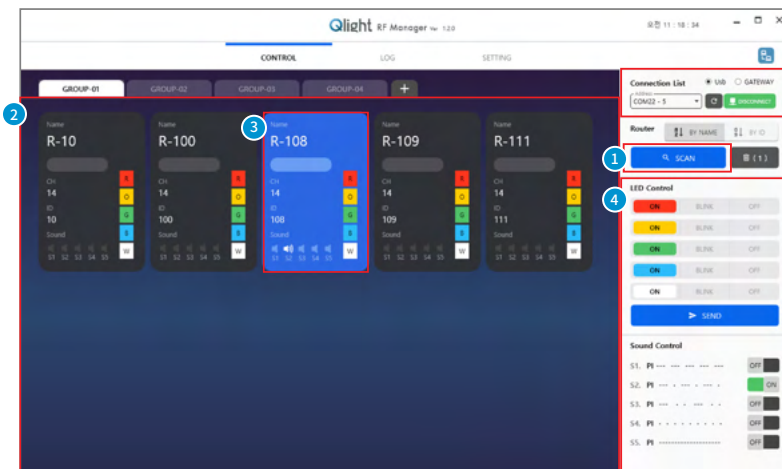 Qlight RF Manager Ver 1.2.0
오전 11 : 18 : 34
CONTROL
LOG
SETTING
GROUP-01
GROUP-02
GROUP-03
GROUP-04
+
2
3
Name
R-10
CH
14
ID
10
Sound
S1 S2 S3 S4 S5
R
O
G
B
W
Name
R-100
CH
14
ID
100
Sound
S1 S2 S3 S4 S5
R
O
G
B
W
Name
R-108
CH
14
ID
108
Sound
S1 S2 S3 S4 S5
R
O
G
B
W
Name
R-109
CH
14
ID
109
Sound
S1 S2 S3 S4 S5
R
O
G
B
W
Name
R-111
CH
14
ID
111
Sound
S1 S2 S3 S4 S5
R
O
G
B
W
Connection List
Usb
GATEWAY
Address
COM22 - 5
DISCONNECT
Router
BY NAME
BY ID
1
SCAN
( 1 )
4
LED Control
ON BLINK OFF
ON BLINK OFF
ON BLINK OFF
ON BLINK OFF
ON BLINK OFF
SEND
Sound Control
S1. PI --- --- --- --- --- OFF
S2. PI --- - --- - --- - ON
S3. PI --- - - --- - - OFF
S4. PI - - - - - - - - - OFF
S5. PI ------------------- OFF